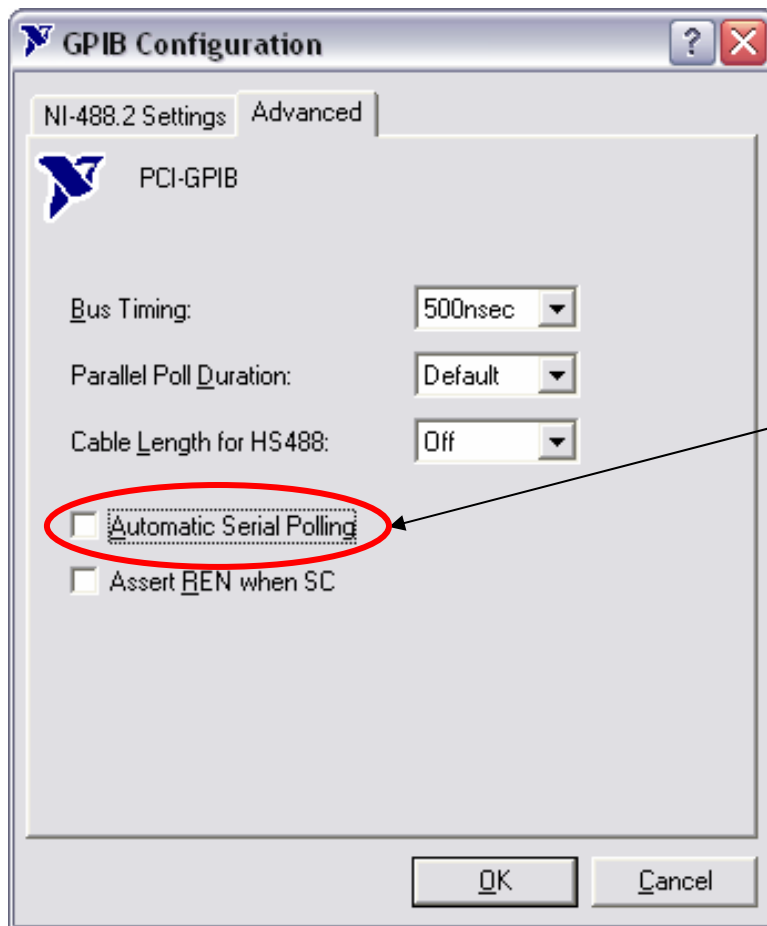 GPIB Configuration
NI-488.2 Settings Advanced
PCI-GPIB
Bus Timing: 500nsec
Parallel Poll Duration: Default
Cable Length for HS488: Off
Automatic Serial Polling
Assert REN when SC
OK Cancel